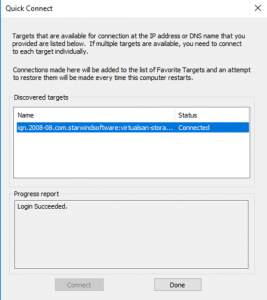 Quick Connect
Targets that are available for connection at the IP address or DNS name that you
provided are listed below. If multiple targets are available, you need to connect
to each target individually.
Connections made here will be added to the list of Favorite Targets and an attempt
to restore them will be made every time this computer restarts.
Discovered targets
Name Status
iqn.2008-08.com.starwindsoftware:virtualsan-stora... Connected
Progress report
Login Succeeded.
Connect Done